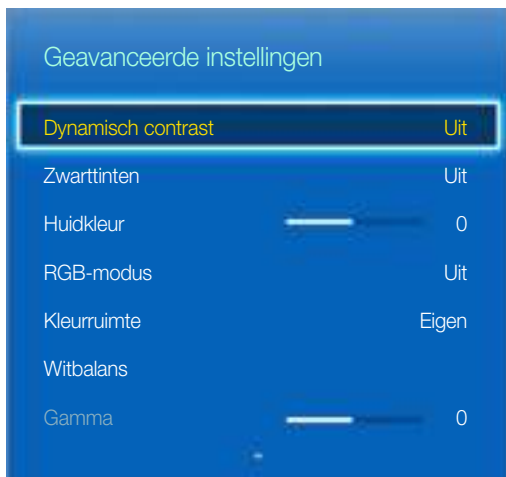 Geavanceerde instellingen
Dynamisch contrast Uit
Zwarttinten Uit
Huidkleur 0
RGB-modus Uit
Kleurruimte Eigen
Witbalans
Gamma 0